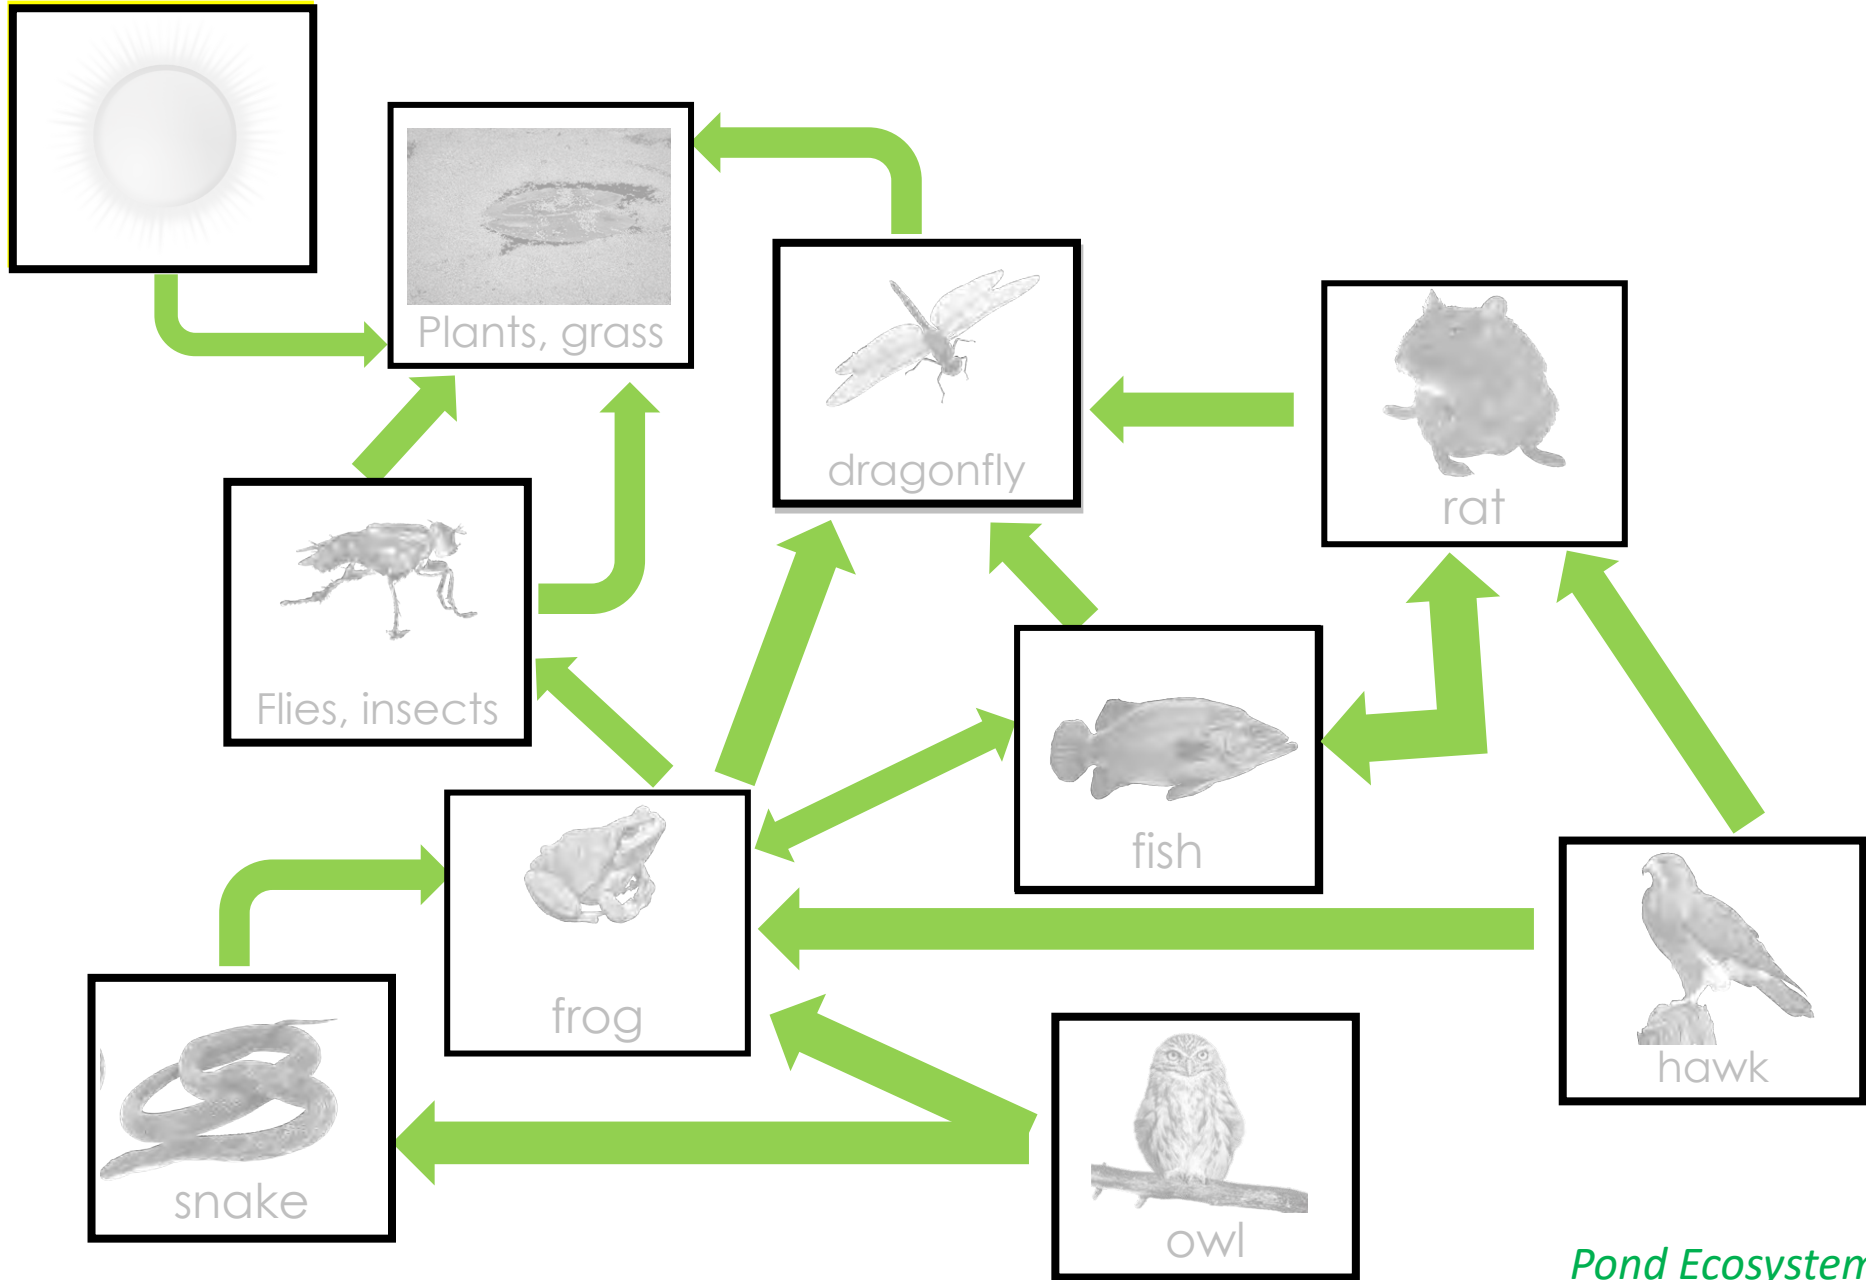 Plants, grass
dragonfly
rat
Flies, insects
fish
frog
hawk
snake
owl
Pond Ecosystem